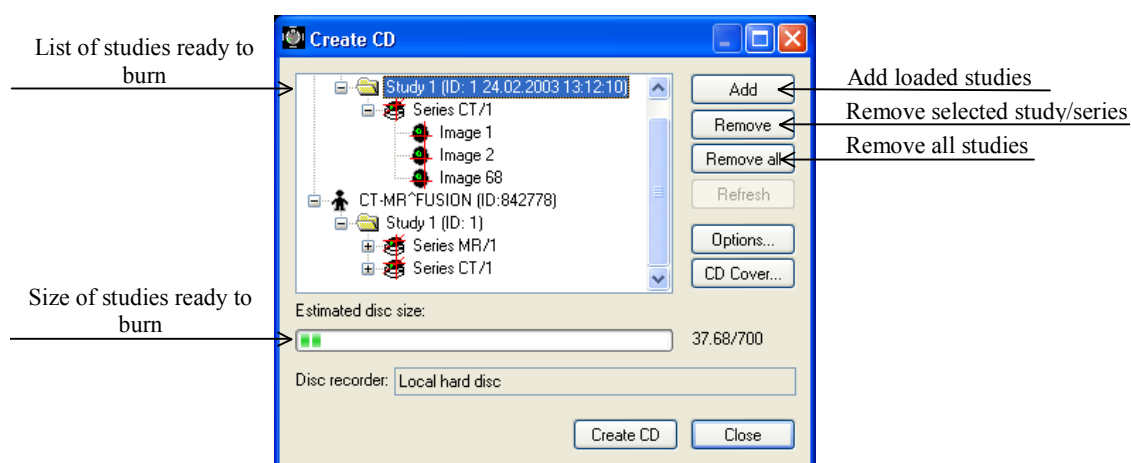 Create CD
List of studies ready to
burn
Study 1 (ID: 1 24.02.2003 13:12:10)
Series CT/1
Image 1
Image 2
Image 68
CT-MR^FUSION (ID:842778)
Study 1 (ID: 1)
Series MR/1
Series CT/1
Add
Remove
Remove all
Refresh
Options...
CD Cover...
Add loaded studies
Remove selected study/series
Remove all studies
Size of studies ready to
burn
Estimated disc size:
37.68/700
Disc recorder: Local hard disc
Create CD
Close